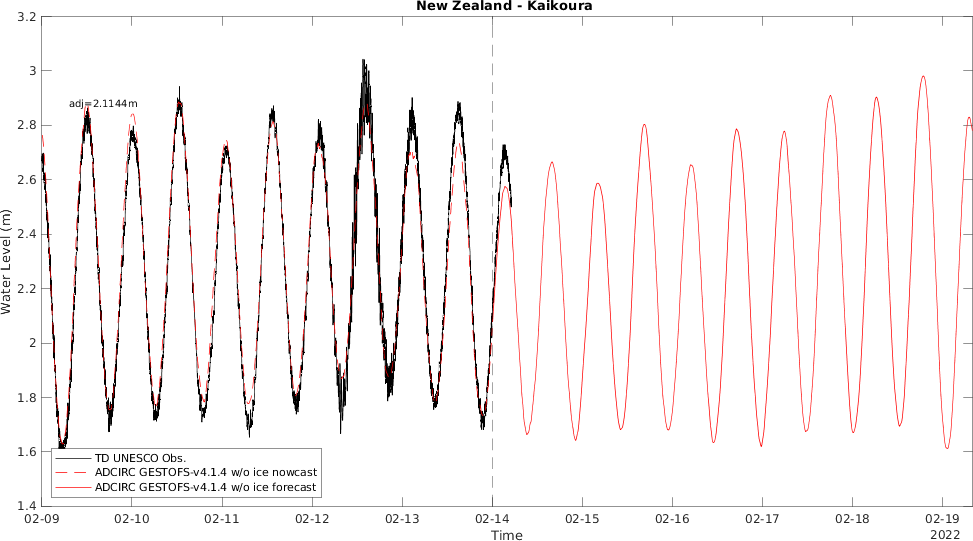 New Zealand - Kaikoura
Water Level (m)
3.2
3
2.8
2.6
2.4
2.2
2
1.8
1.6
1.4
adj=2.1144m
TD UNESCO Obs.
ADCIRC GESTOFS-v4.1.4 w/o ice nowcast
ADCIRC GESTOFS-v4.1.4 w/o ice forecast
02-09 02-10 02-11 02-12 02-13 02-14 02-15 02-16 02-17 02-18 02-19
2022
Time